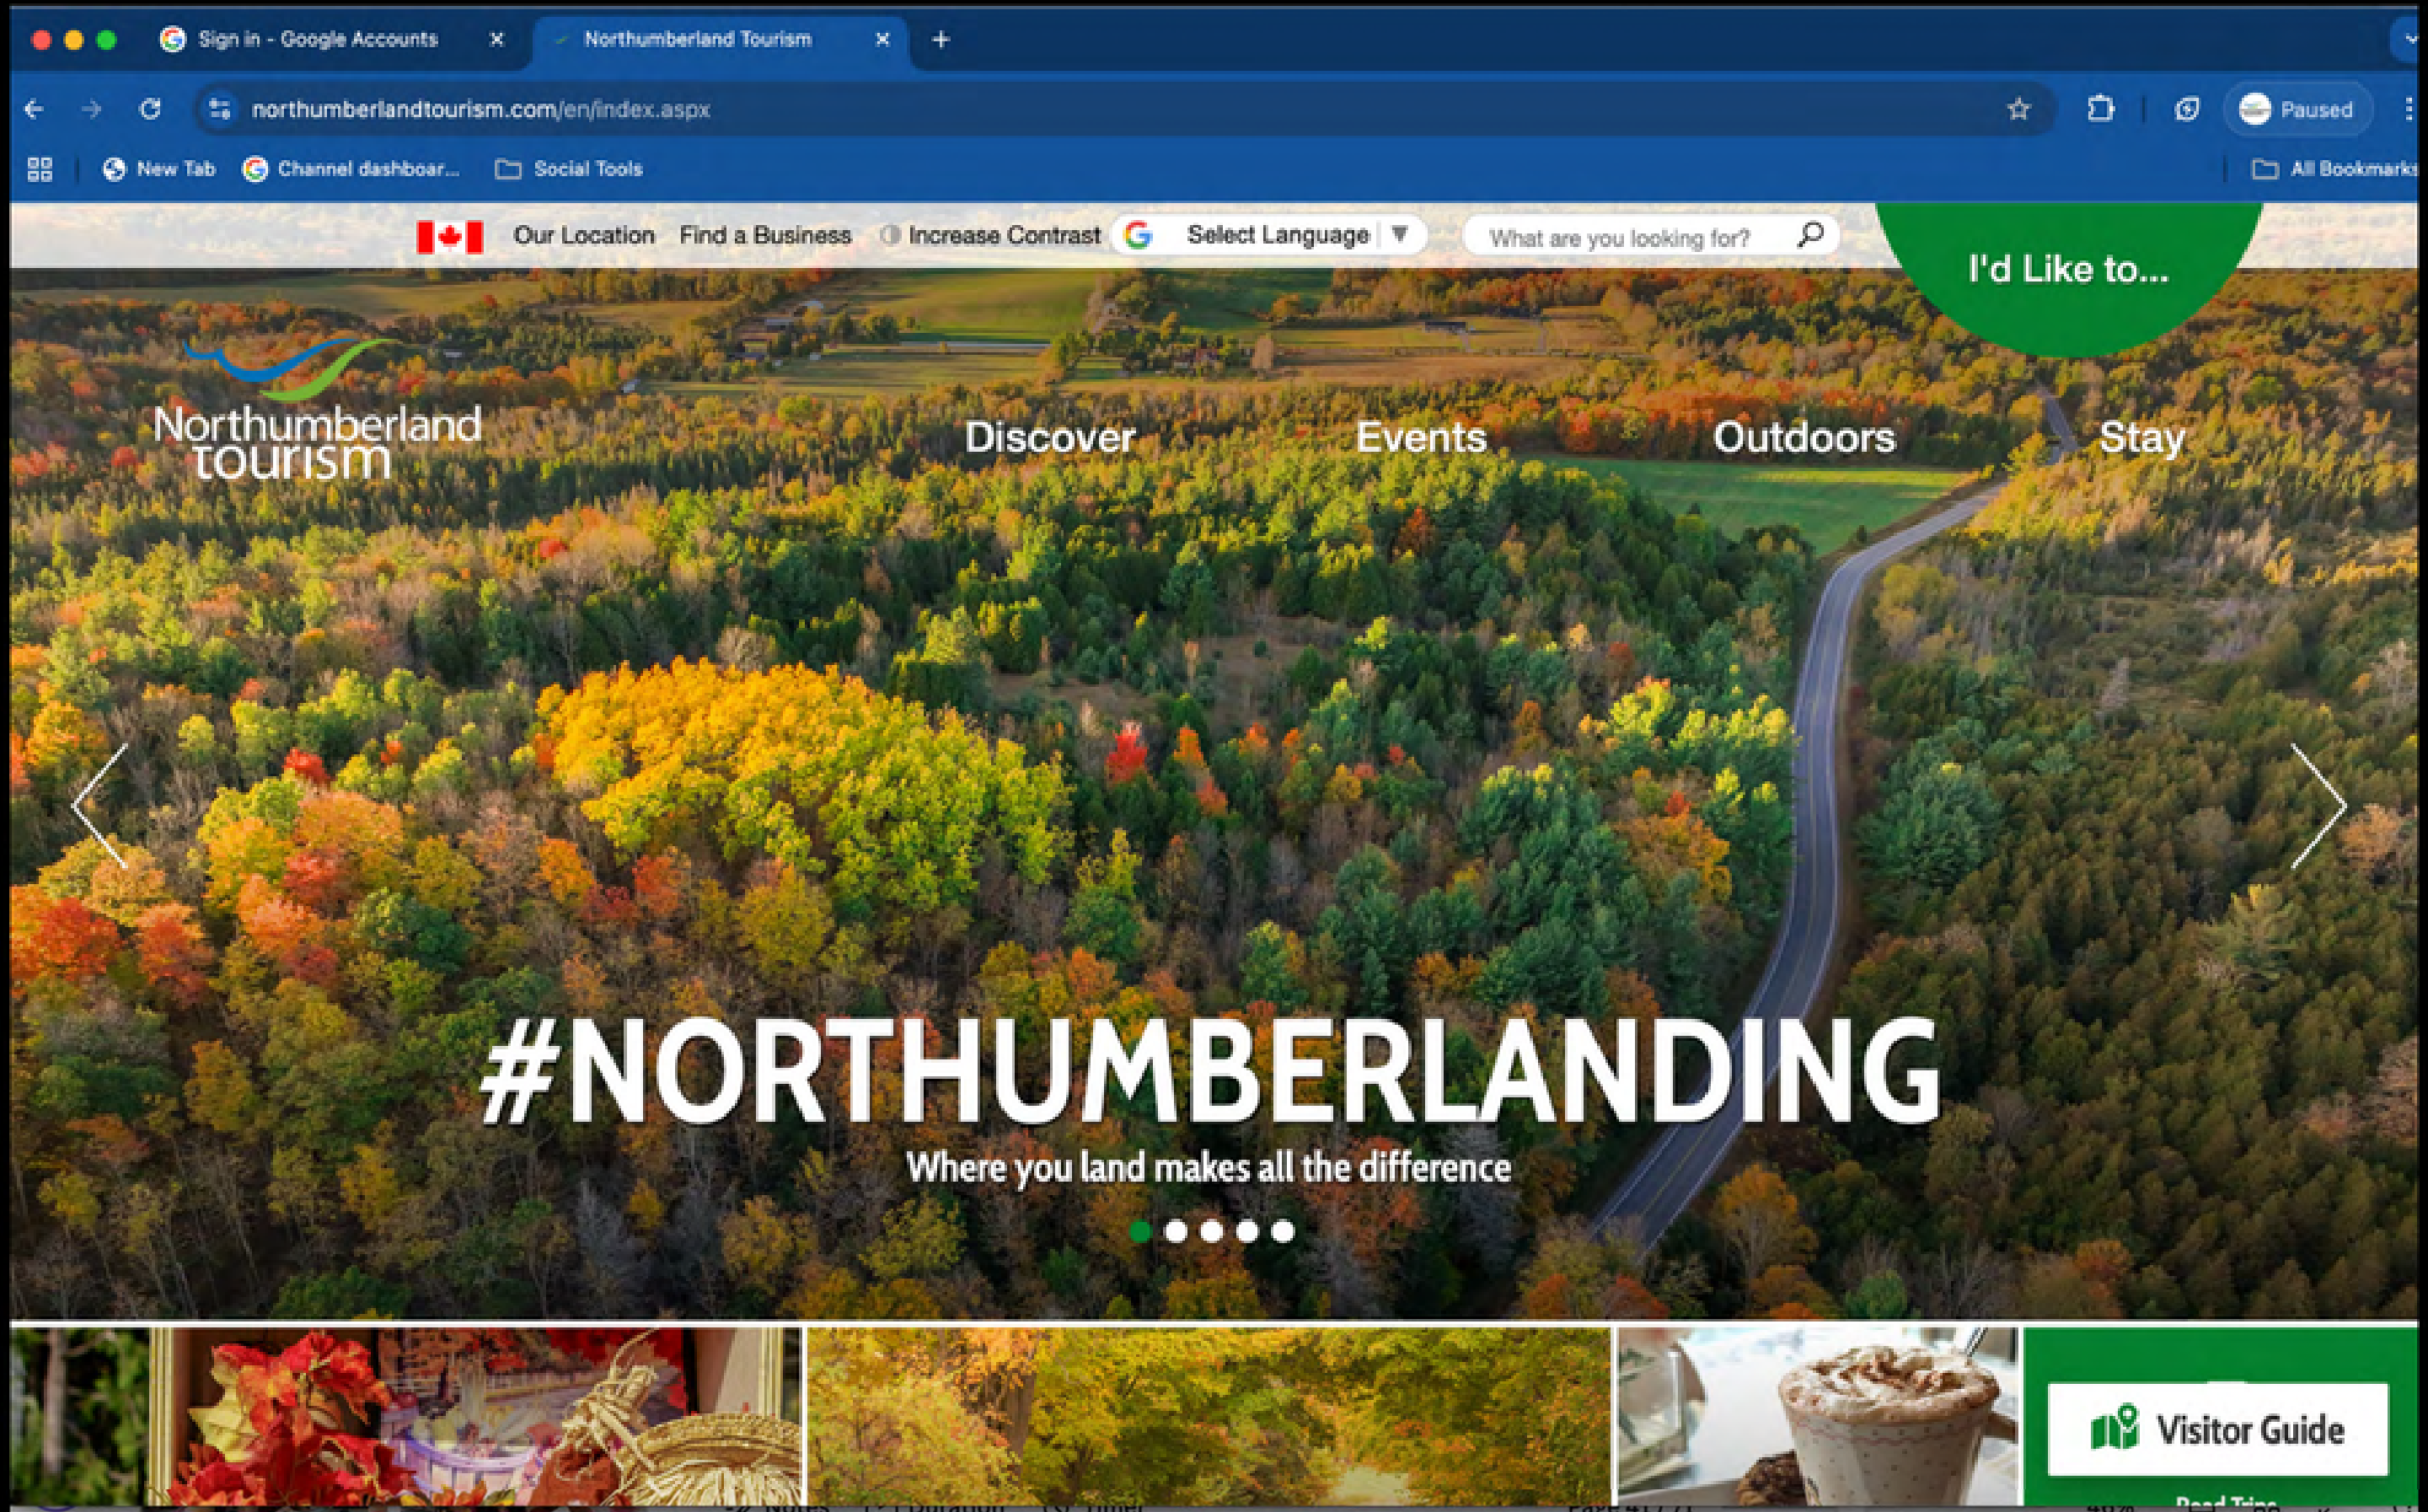 Sign in - Google Accounts
Northumberland Tourism
northumberlandtourism.com/en/index.aspx
Paused
New Tab
Channel dashboar...
Social Tools
All Bookmarks
Our Location
Find a Business
Increase Contrast
Select Language
What are you looking for?
I'd Like to...
Northumberland
tourism
Discover
Events
Outdoors
Stay
#NORTHUMBERLANDING
Where you land makes all the difference
Visitor Guide